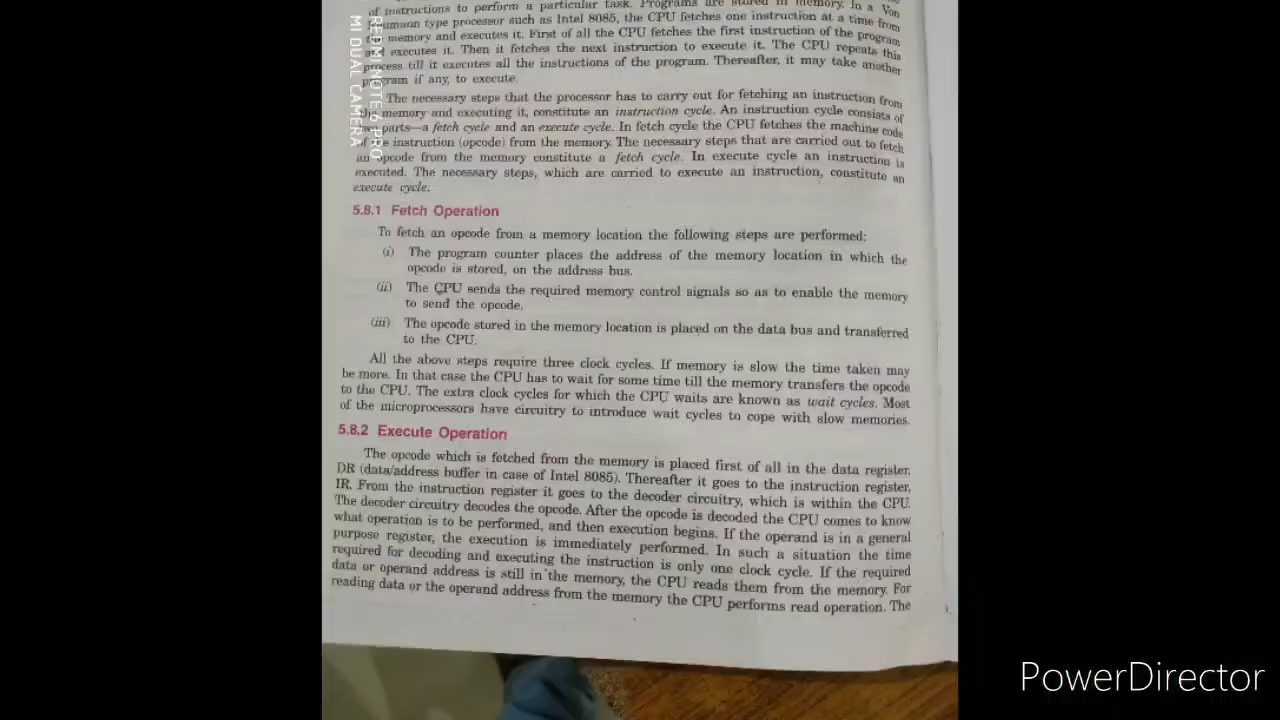 of instructions to perform a particular task. Programs are stored in memory. In a Von
Neumann type processor such as Intel 8085, the CPU fetches one instruction at a time from
memory and executes it. First of all the CPU fetches the first instruction of the program
and executes it. Then it fetches the next instruction to execute it. The CPU repeats this
process till it executes all the instructions of the program. Thereafter, it may take another
program if any, to execute.
The necessary steps that the processor has to carry out for fetching an instruction from
the memory and executing it, constitute an instruction cycle. An instruction cycle consists of
two parts—a fetch cycle and an execute cycle. In fetch cycle the CPU fetches the machine code
of the instruction (opcode) from the memory. The necessary steps that are carried out to fetch
an opcode from the memory constitute a fetch cycle. In execute cycle an instruction is
executed. The necessary steps, which are carried to execute an instruction, constitute an
execute cycle.
5.8.1 Fetch Operation
To fetch an opcode from a memory location the following steps are performed:
(i) The program counter places the address of the memory location in which the
opcode is stored, on the address bus.
(ii) The CPU sends the required memory control signals so as to enable the memory
to send the opcode.
(iii) The opcode stored in the memory location is placed on the data bus and transferred
to the CPU.
All the above steps require three clock cycles. If memory is slow the time taken may
be more. In that case the CPU has to wait for some time till the memory transfers the opcode
to the CPU. The extra clock cycles for which the CPU waits are known as wait cycles. Most
of the microprocessors have circuitry to introduce wait cycles to cope with slow memories.
5.8.2 Execute Operation
The opcode which is fetched from the memory is placed first of all in the data register,
DR (data/address buffer in case of Intel 8085). Thereafter it goes to the instruction register,
IR. From the instruction register it goes to the decoder circuitry, which is within the CPU.
The decoder circuitry decodes the opcode. After the opcode is decoded the CPU comes to know
what operation is to be performed, and then execution begins. If the operand is in a general
purpose register, the execution is immediately performed. In such a situation the time
required for decoding and executing the instruction is only one clock cycle. If the required
data or operand address is still in the memory, the CPU reads them from the memory. For
reading data or the operand address from the memory the CPU performs read operation. The
REDMI NOTE 6 PRO
MI DUAL CAMERA
PowerDirector